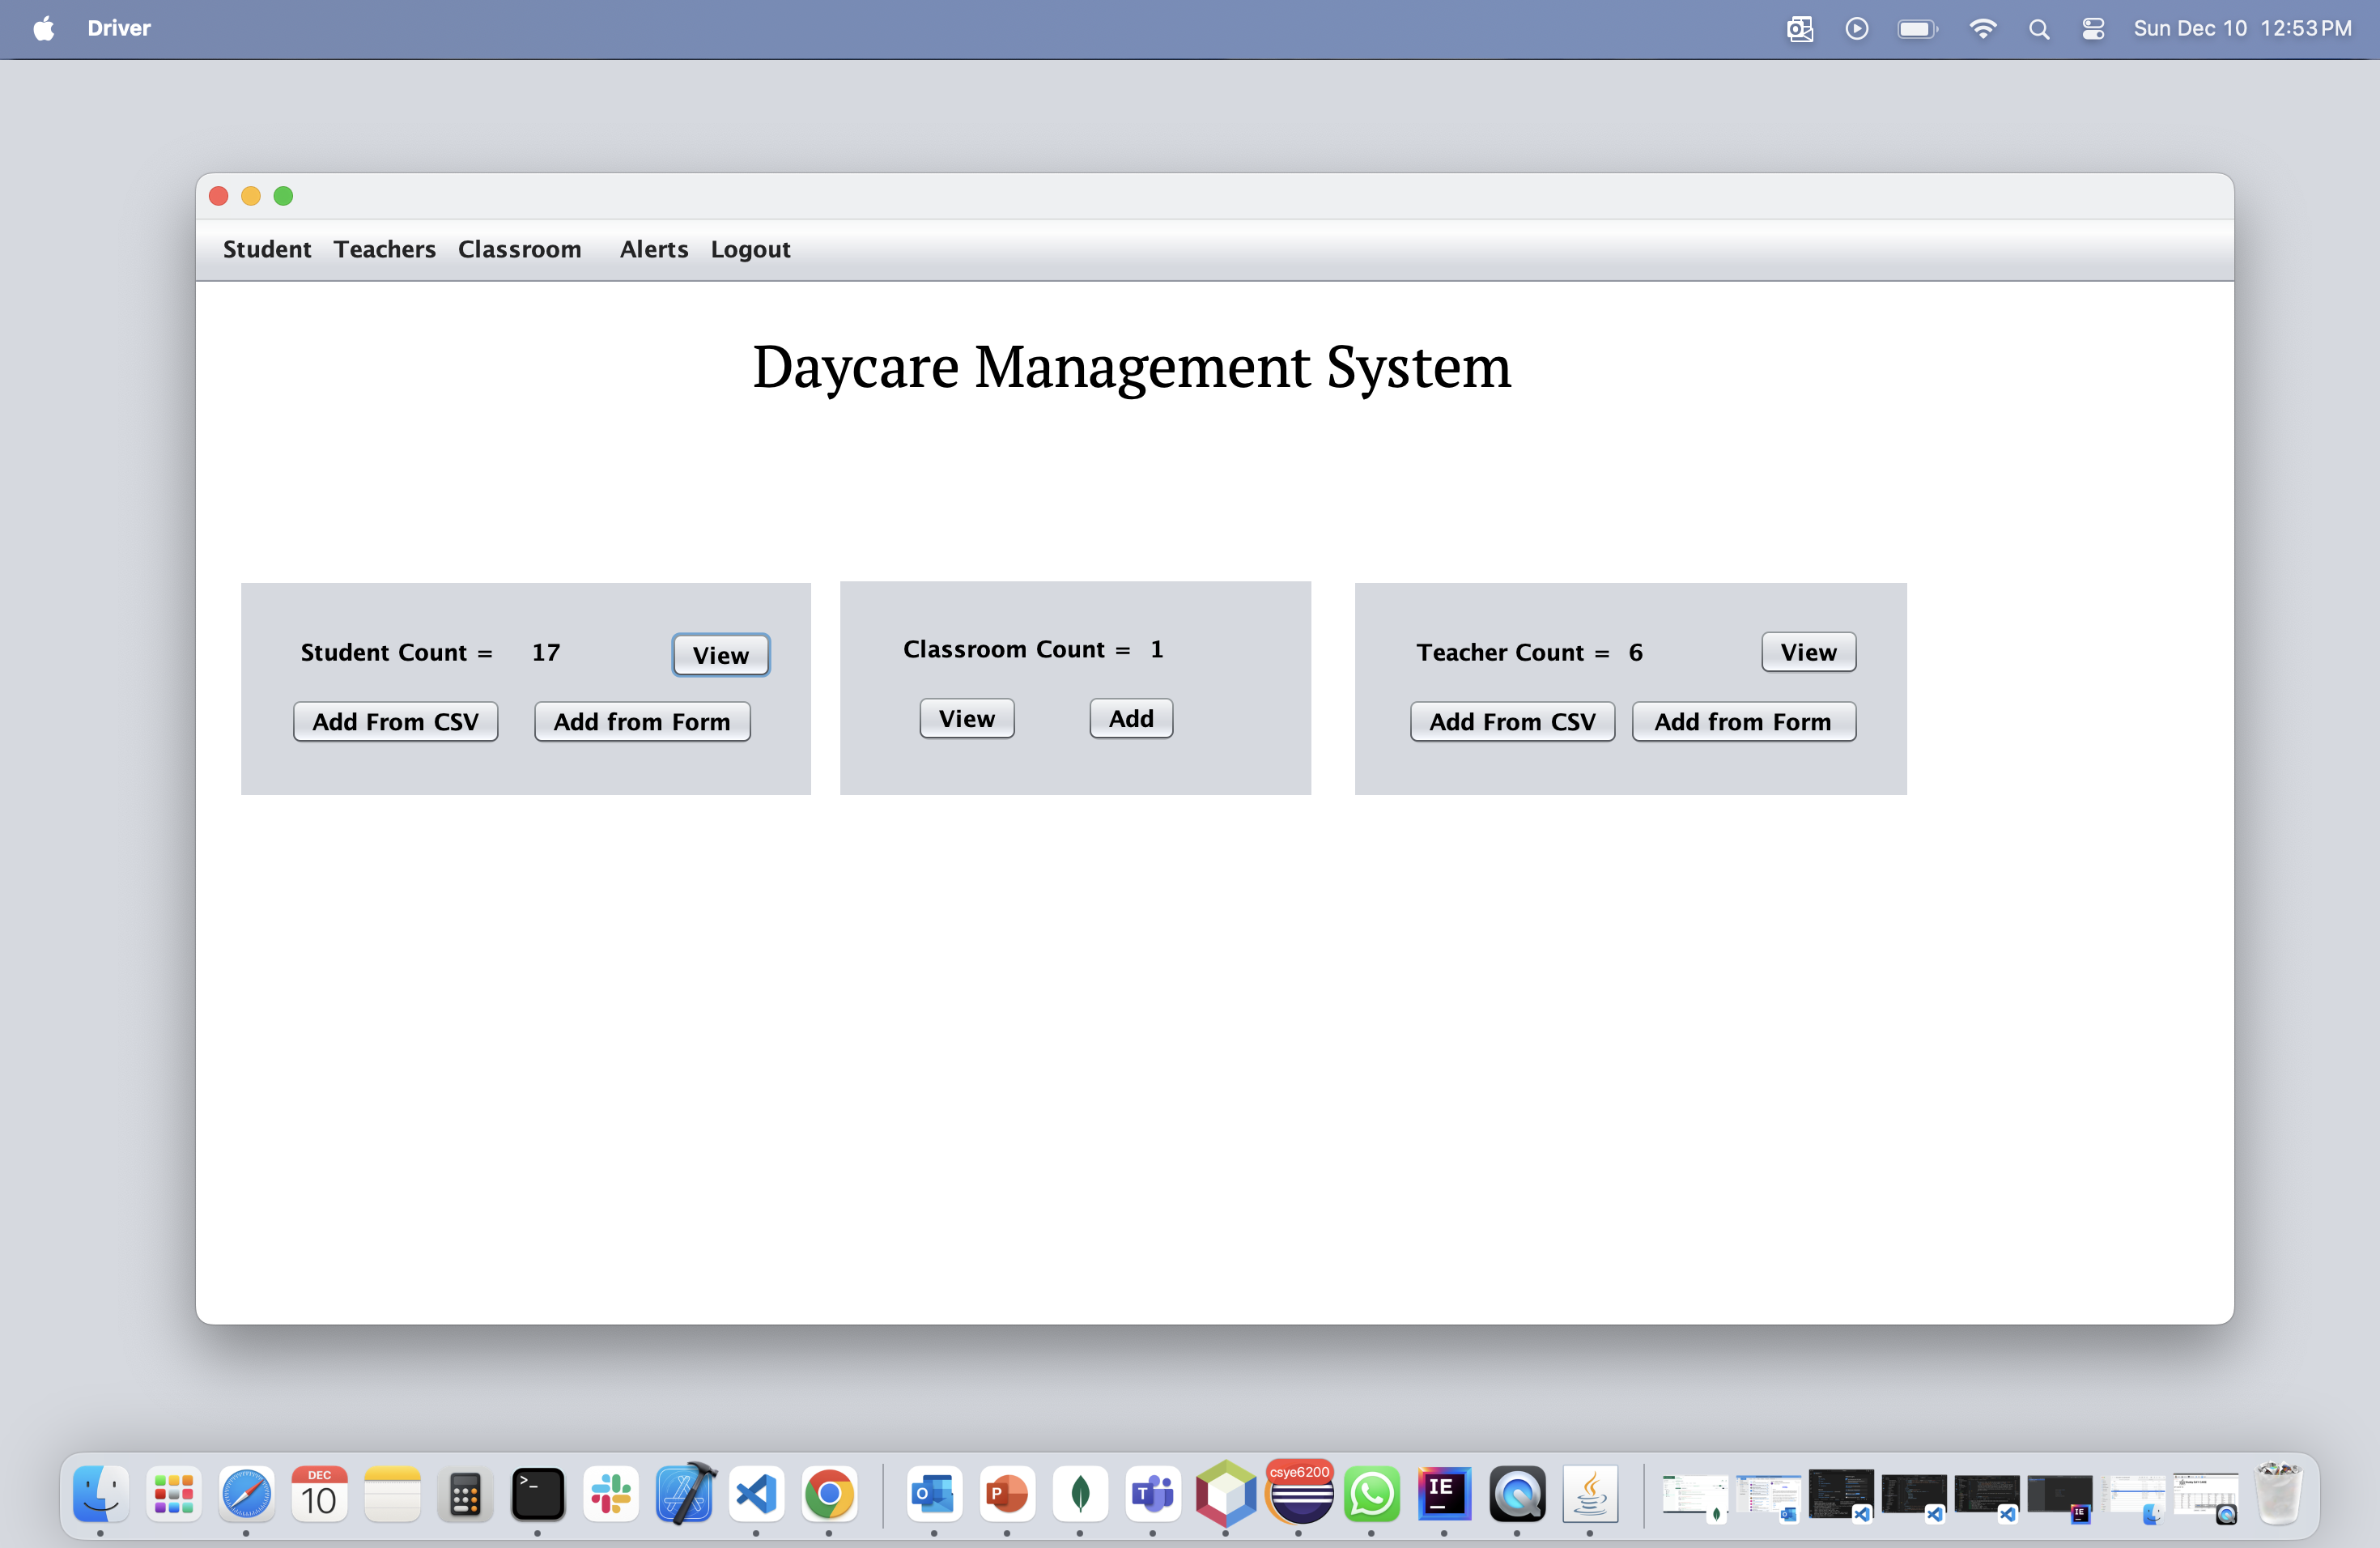 Driver
Sun Dec 10 12:53 PM
Student Teachers Classroom Alerts Logout
Daycare Management System
Student Count = 17 View
Add From CSV Add from Form
Classroom Count = 1
View Add
Teacher Count = 6 View
Add From CSV Add from Form
DEC
10
>_
O
P
T
csye6200
IE
IE